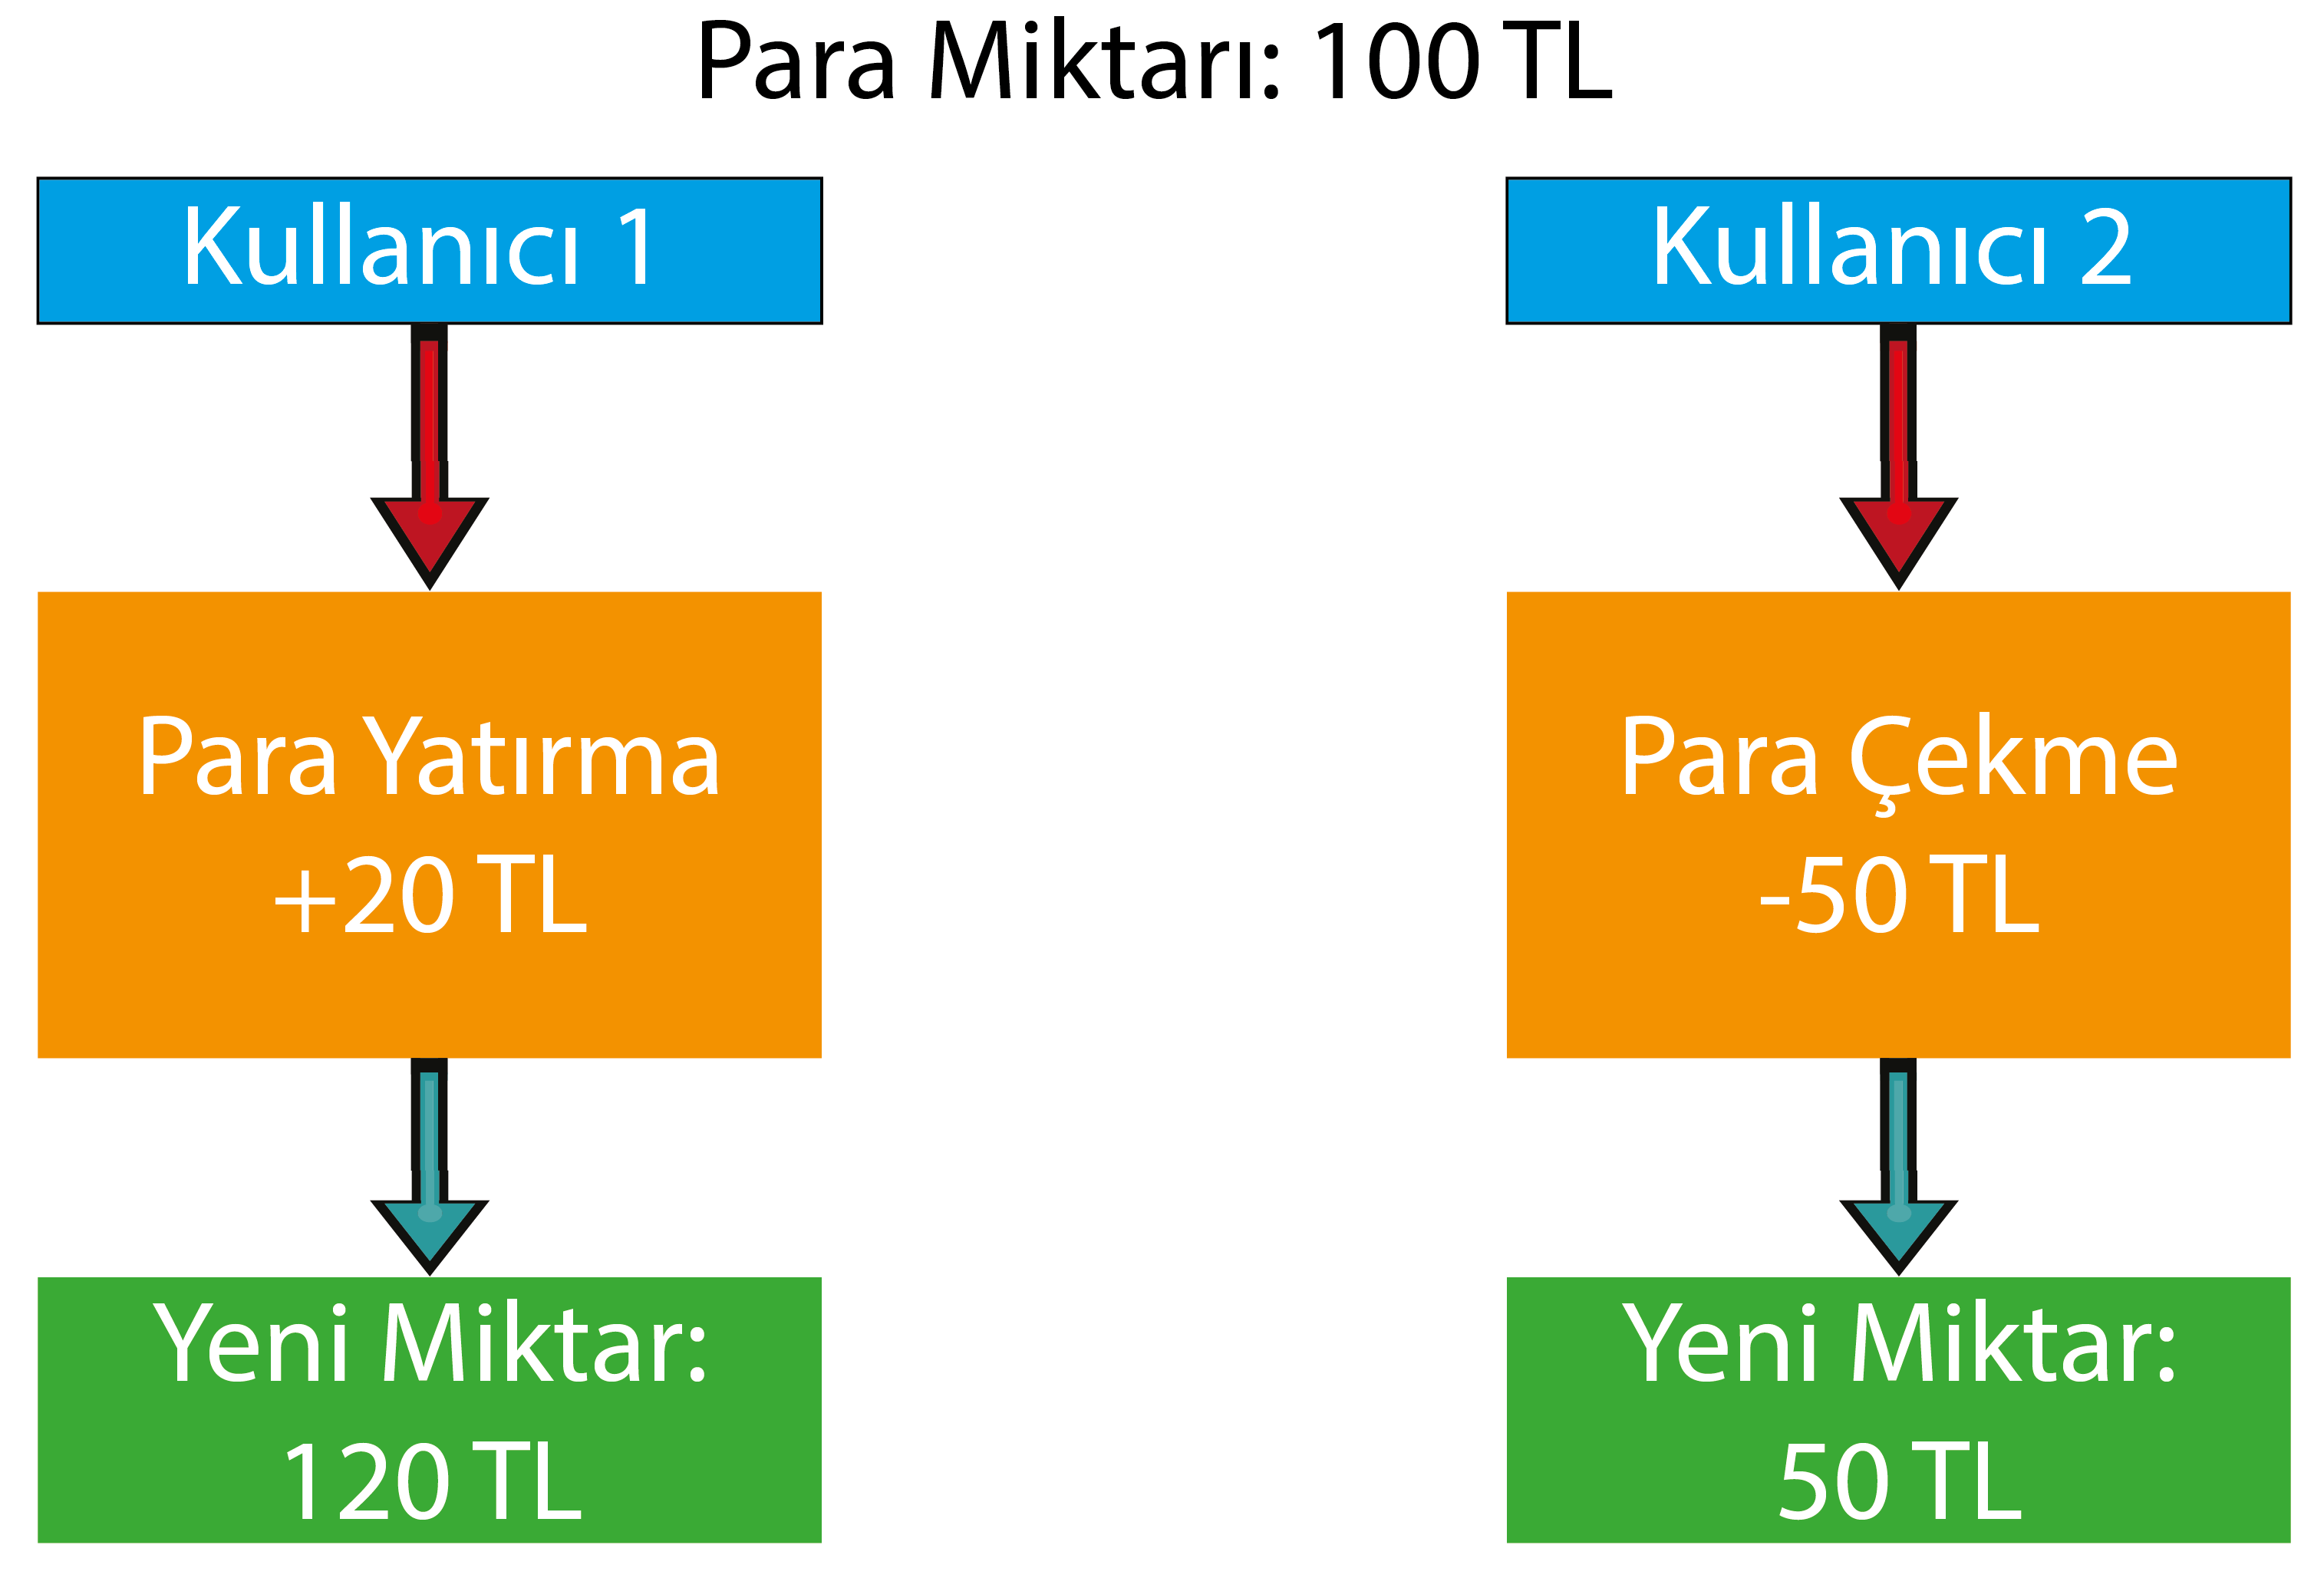 Para Miktarı: 100 TL
Kullanıcı 1
Kullanıcı 2
Para Yatırma
+20 TL
Para Çekme
-50 TL
Yeni Miktar:
120 TL
Yeni Miktar:
50 TL